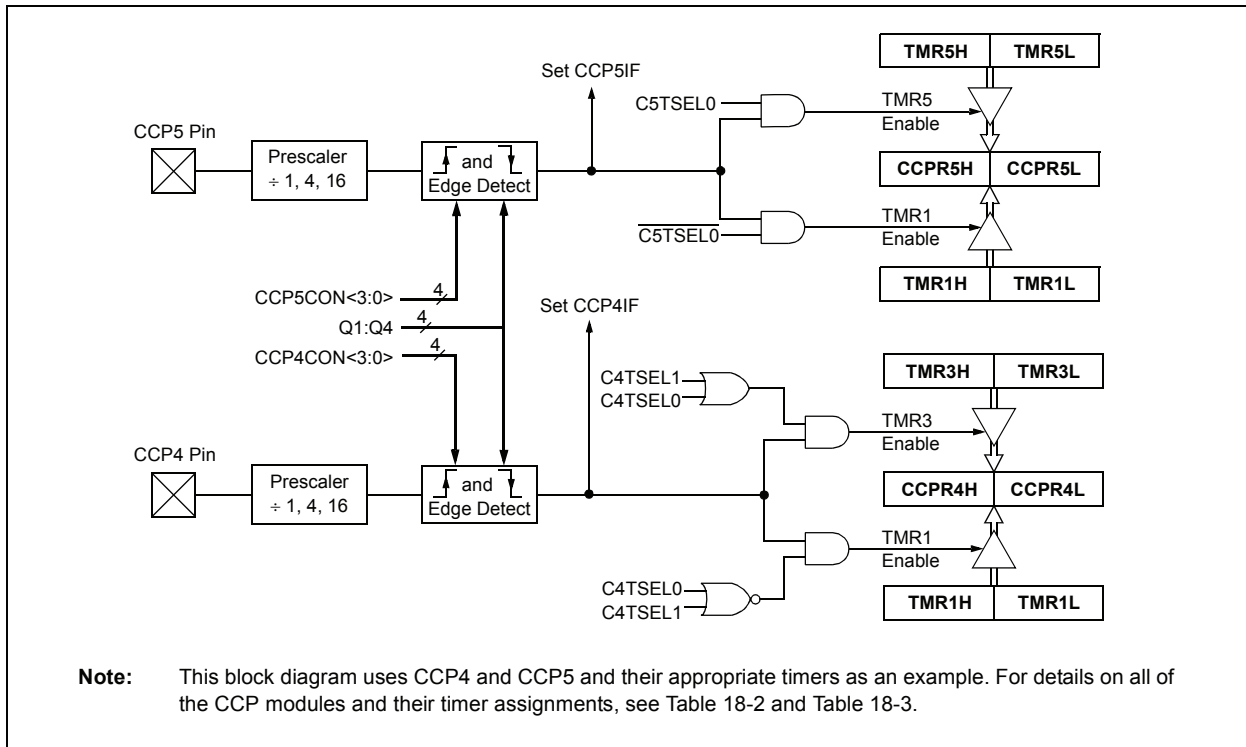 TMR5H TMR5L
Set CCP5IF
C5TSEL0
TMR5
Enable
CCP5 Pin
Prescaler
÷ 1, 4, 16
and
Edge Detect
CCPR5H CCPR5L
TMR1
Enable
C5TSEL0
TMR1H TMR1L
CCP5CON<3:0> 4
Q1:Q4 4
CCP4CON<3:0> 4
Set CCP4IF
TMR3H TMR3L
C4TSEL1
C4TSEL0
TMR3
Enable
CCP4 Pin
Prescaler
÷ 1, 4, 16
and
Edge Detect
CCPR4H CCPR4L
TMR1
Enable
C4TSEL0
C4TSEL1
TMR1H TMR1L
Note: This block diagram uses CCP4 and CCP5 and their appropriate timers as an example. For details on all of
the CCP modules and their timer assignments, see Table 18-2 and Table 18-3.